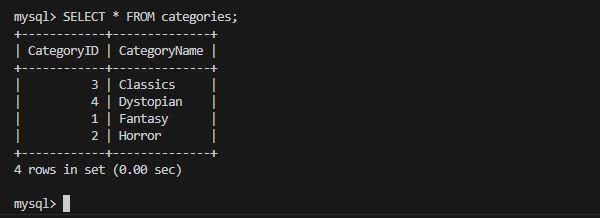 mysql> SELECT * FROM categories;
+------------+--------------+
| CategoryID | CategoryName |
+------------+--------------+
|          3 | Classics     |
|          4 | Dystopian    |
|          1 | Fantasy      |
|          2 | Horror       |
+------------+--------------+
4 rows in set (0.00 sec)
mysql>